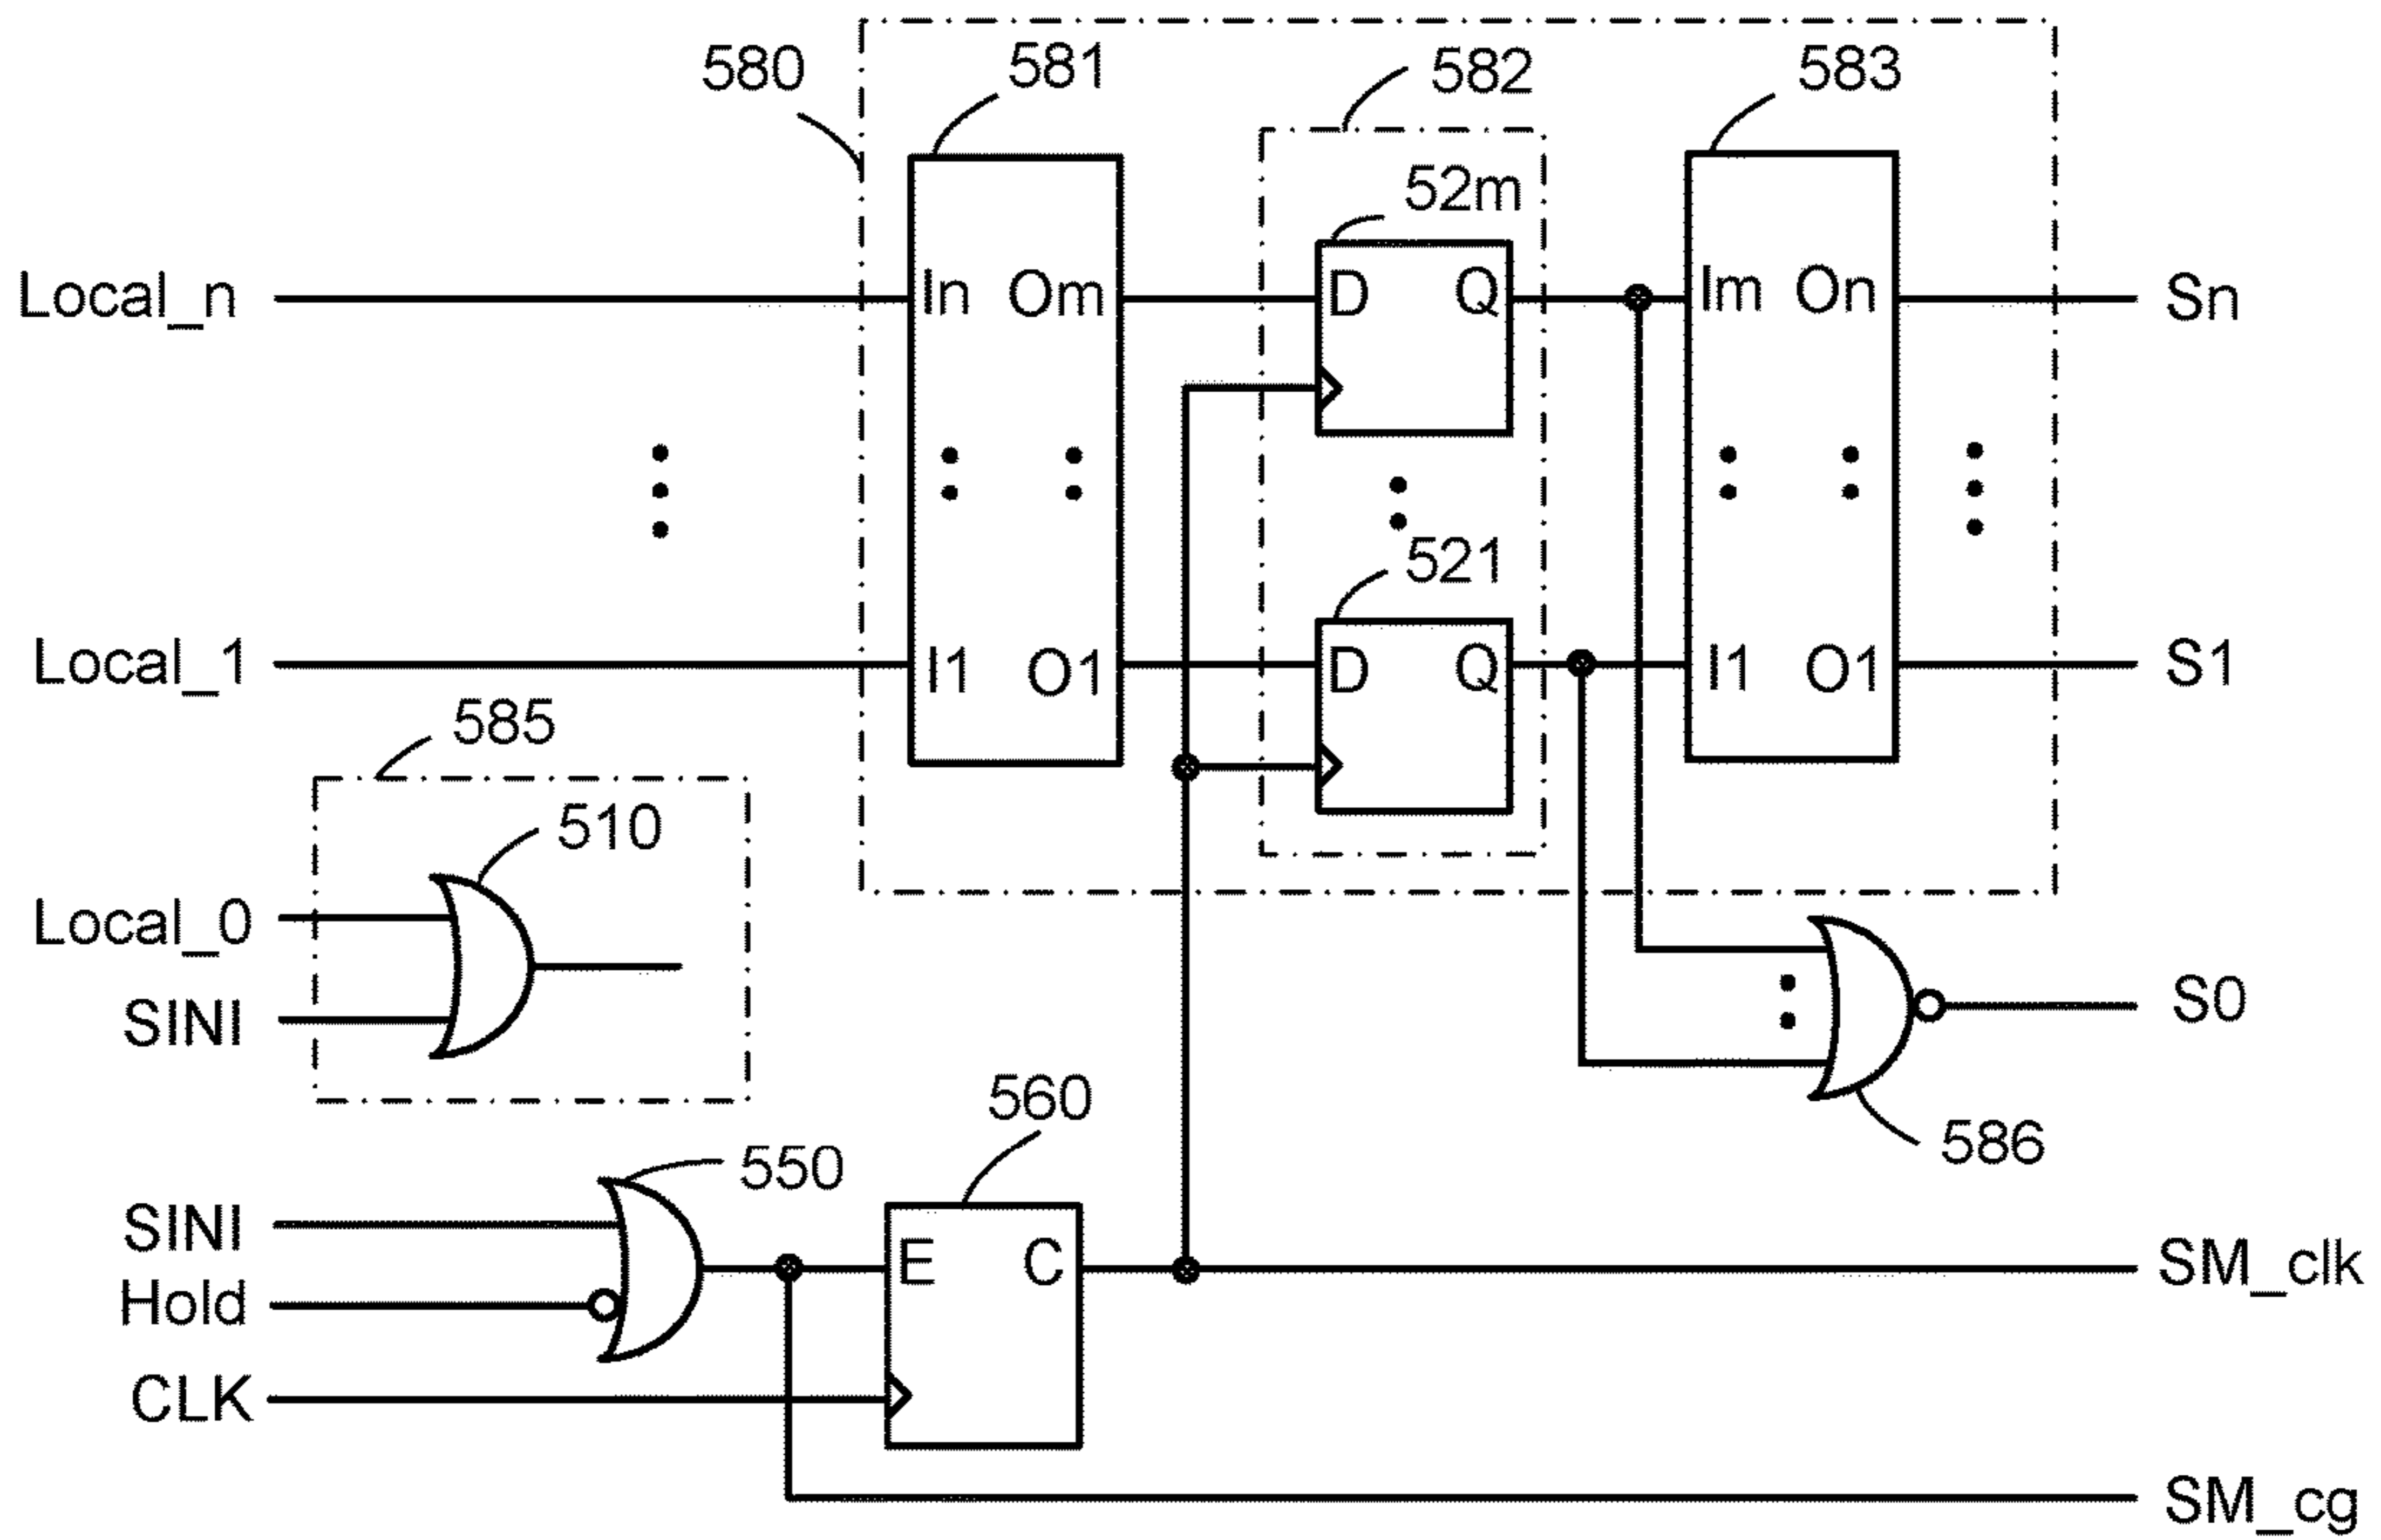 580
581
582
583
52m
Local_n
In
Om
D
Q
Im
On
Sn
521
Local_1
I1
O1
D
Q
I1
O1
S1
585
510
Local_0
SINI
S0
586
550
560
SINI
E
C
SM_clk
Hold
CLK
SM_cg